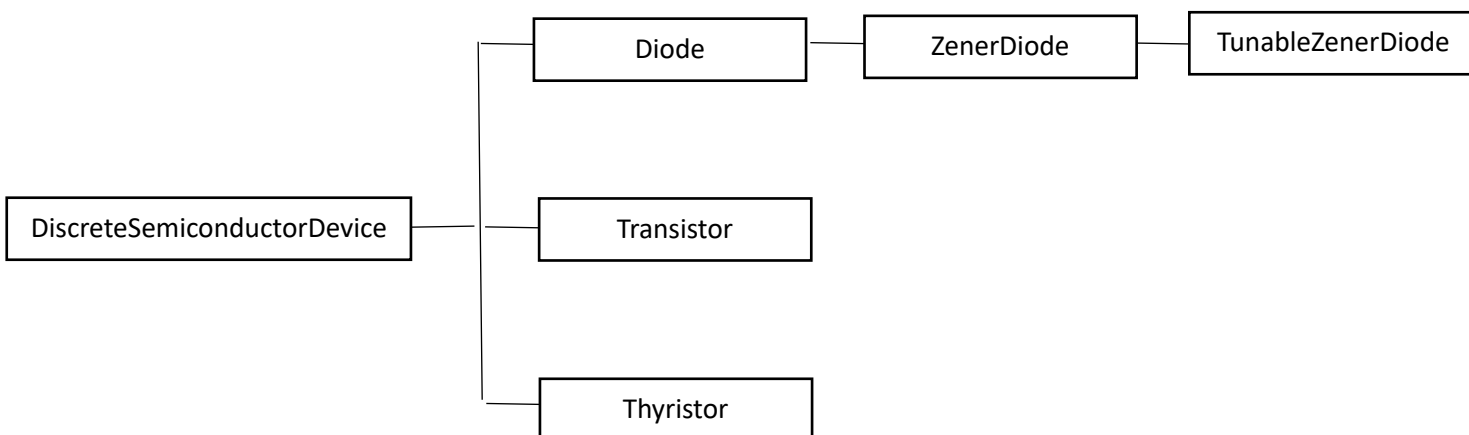 Diode
ZenerDiode
TunableZenerDiode
DiscreteSemiconductorDevice
Transistor
Thyristor